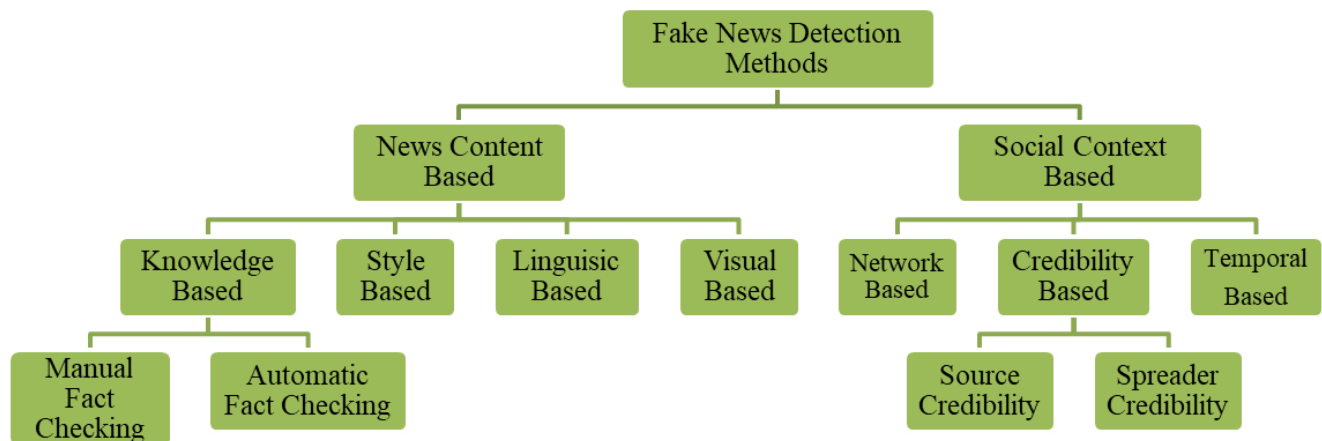 Fake News Detection
Methods
News Content
Based
Social Context
Based
Knowledge
Based
Style
Based
Linguisic
Based
Visual
Based
Network
Based
Credibility
Based
Temporal
Based
Manual
Fact
Checking
Automatic
Fact Checking
Source
Credibility
Spreader
Credibility